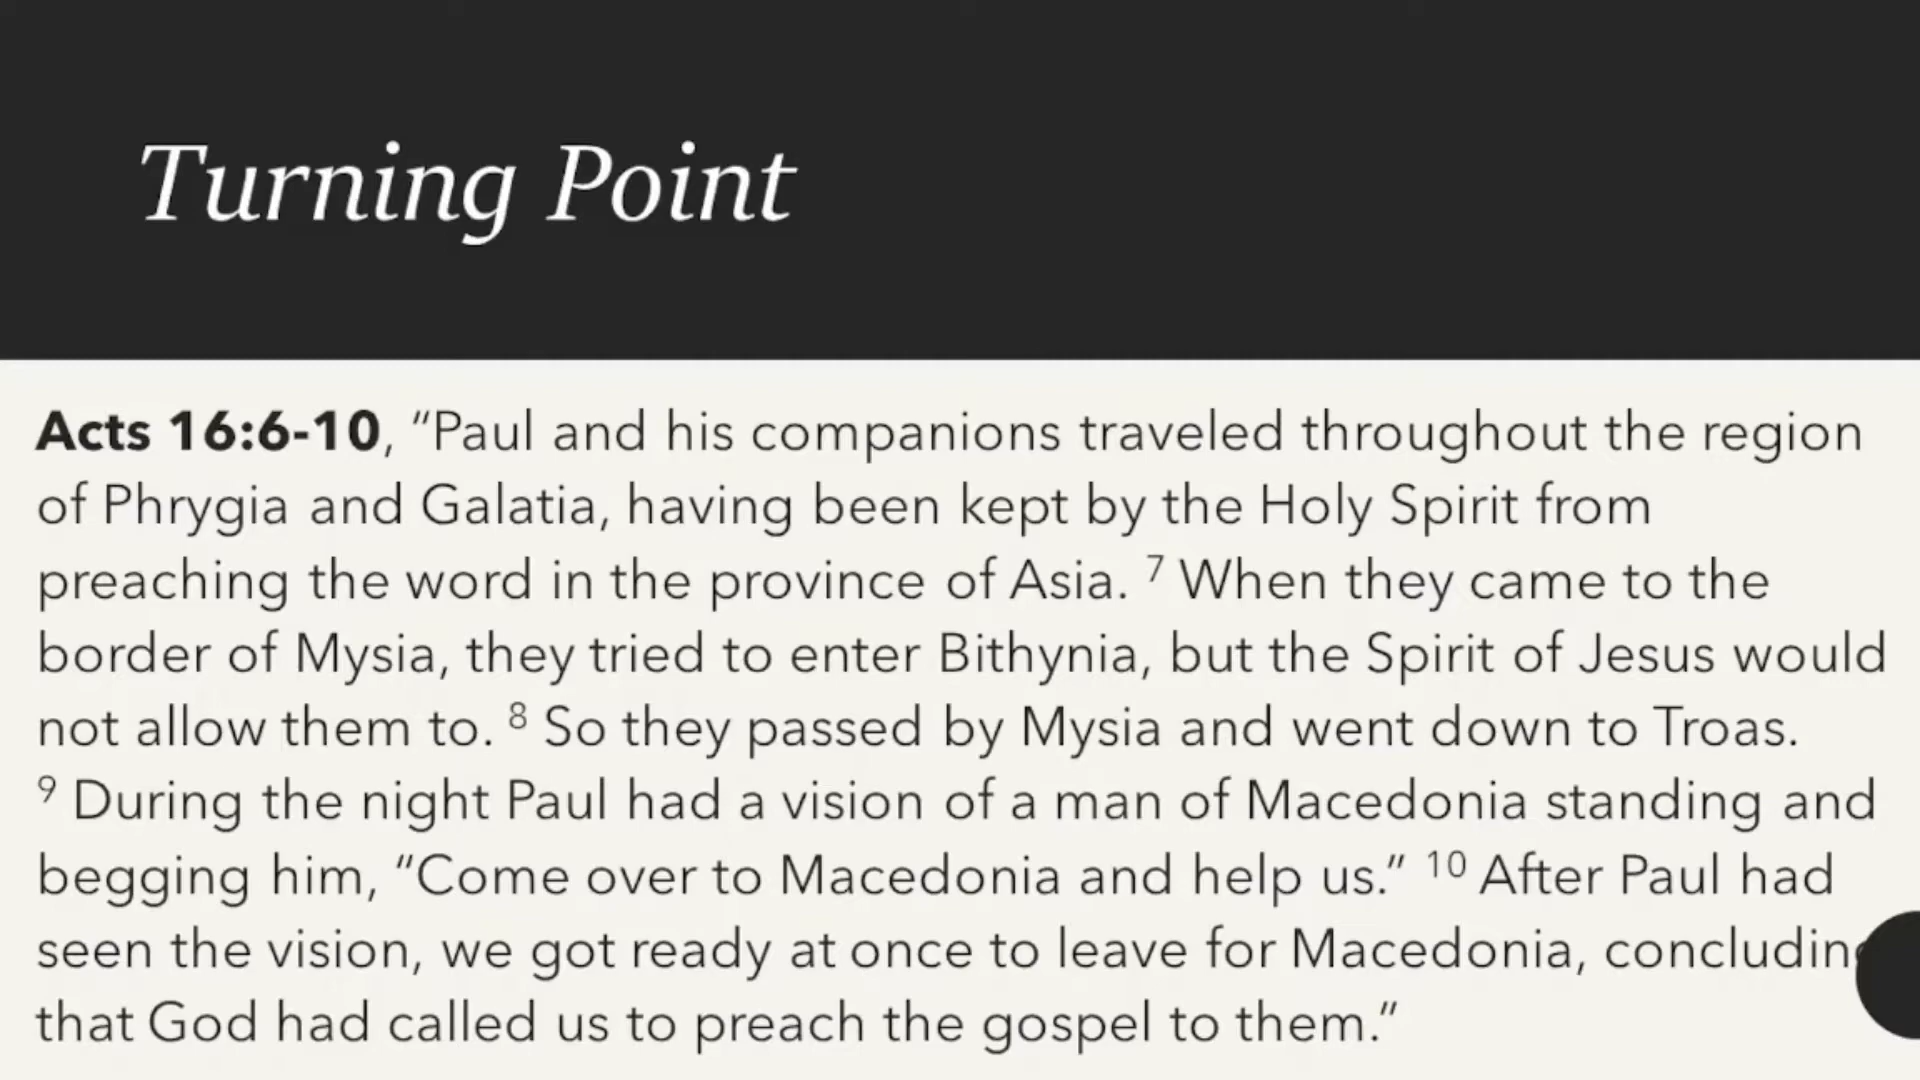 Turning Point
Acts 16:6-10, “Paul and his companions traveled throughout the region
of Phrygia and Galatia, having been kept by the Holy Spirit from
preaching the word in the province of Asia. 7 When they came to the
border of Mysia, they tried to enter Bithynia, but the Spirit of Jesus would
not allow them to. 8 So they passed by Mysia and went down to Troas.
9 During the night Paul had a vision of a man of Macedonia standing and
begging him, “Come over to Macedonia and help us.” 10 After Paul had
seen the vision, we got ready at once to leave for Macedonia, concluding
that God had called us to preach the gospel to them.”